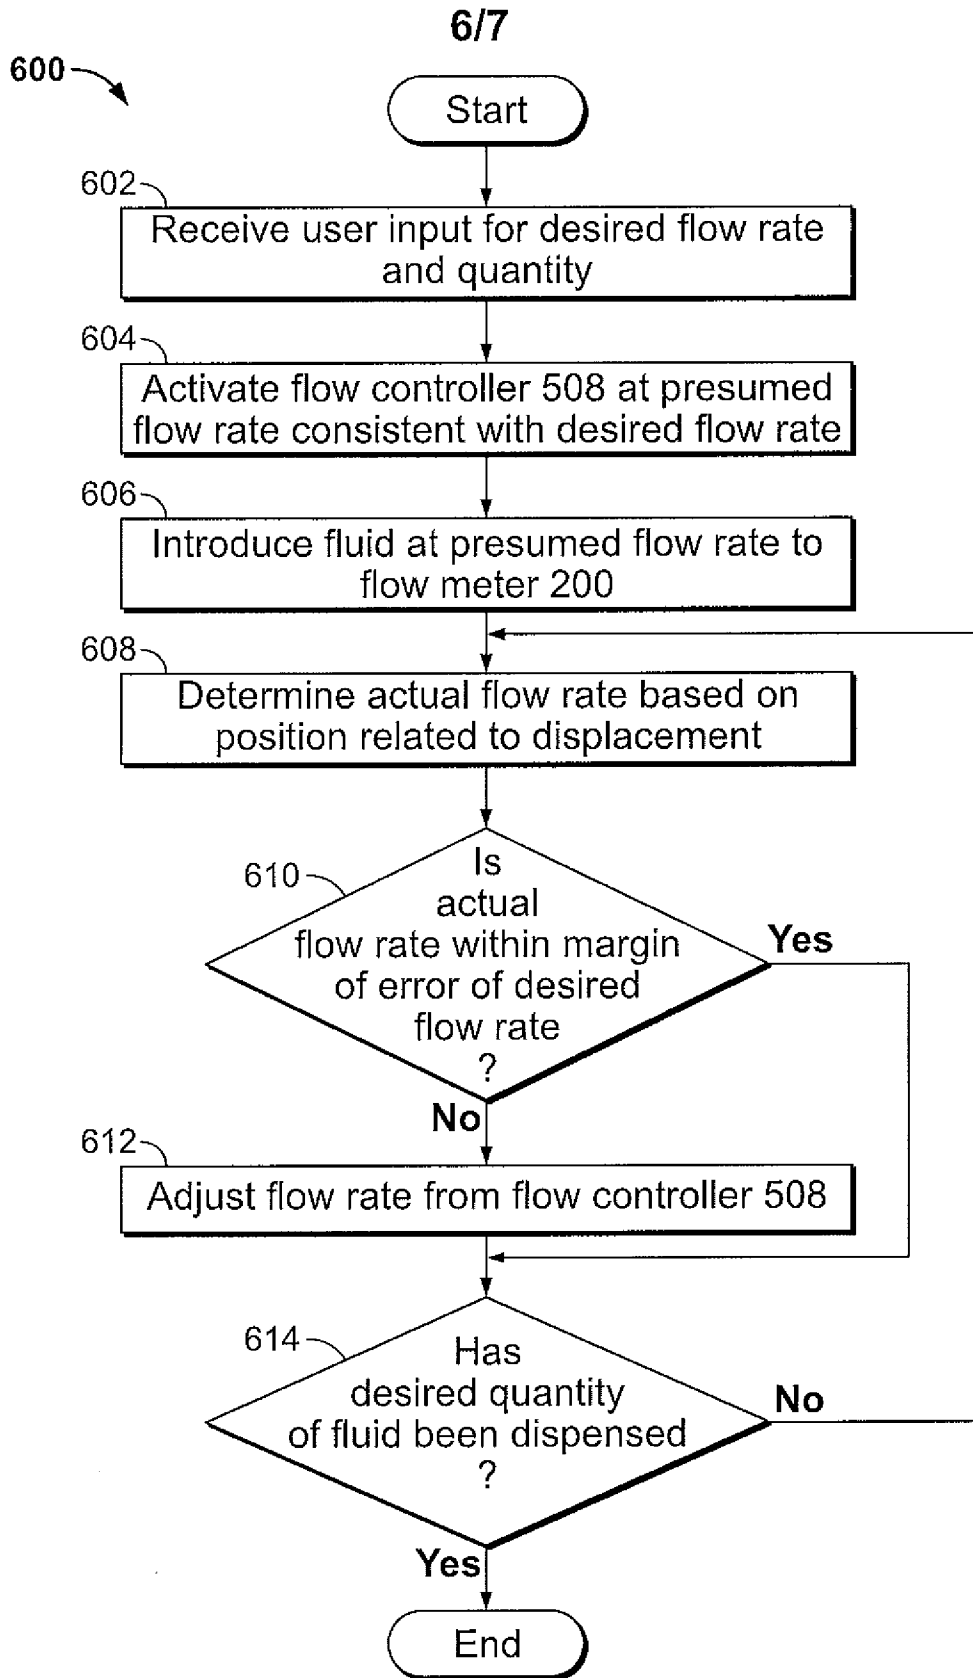 6/7
600
Start
602
Receive user input for desired flow rate
and quantity
604
Activate flow controller 508 at presumed
flow rate consistent with desired flow rate
606
Introduce fluid at presumed flow rate to
flow meter 200
608
Determine actual flow rate based on
position related to displacement
610
Is
actual
flow rate within margin
of error of desired
flow rate
?
Yes
No
612
Adjust flow rate from flow controller 508
614
Has
desired quantity
of fluid been dispensed
?
No
Yes
End